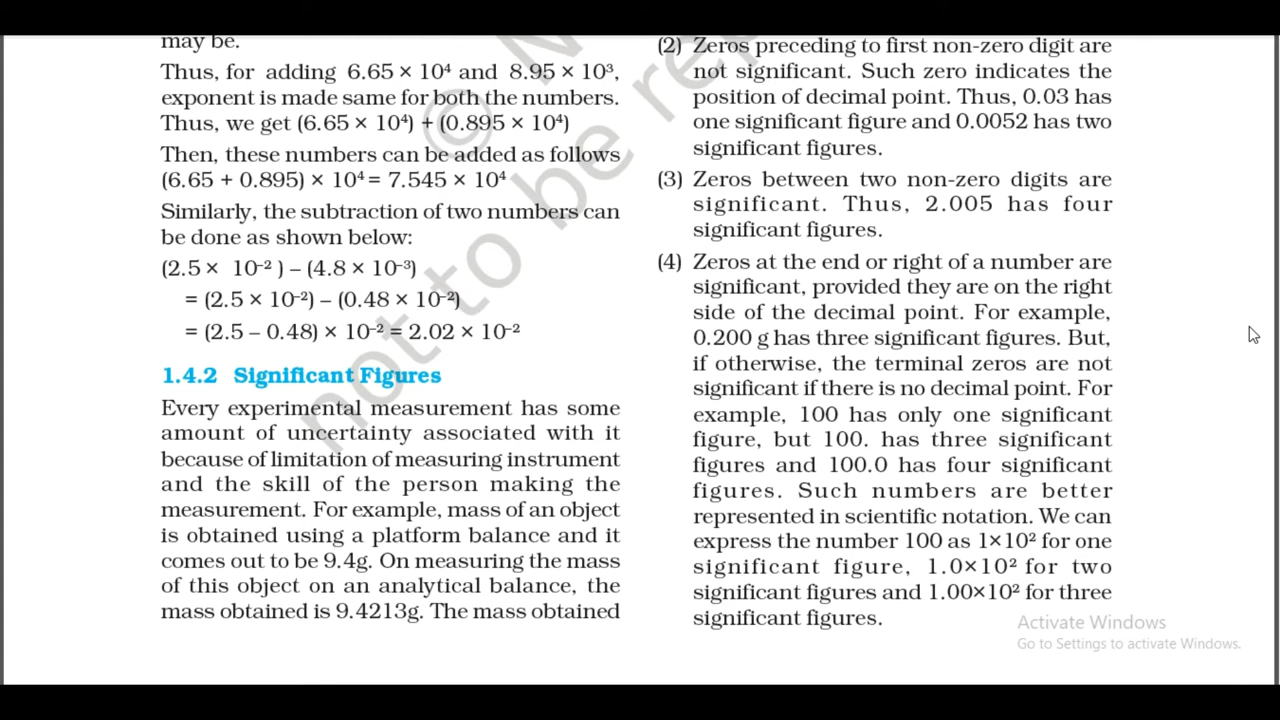 may be.
Thus, for adding 6.65 × 10⁴ and 8.95 × 10³,
exponent is made same for both the numbers.
Thus, we get (6.65 × 10⁴) + (0.895 × 10⁴)
Then, these numbers can be added as follows
(6.65 + 0.895) × 10⁴ = 7.545 × 10⁴
Similarly, the subtraction of two numbers can
be done as shown below:
(2.5 × 10⁻²) – (4.8 × 10⁻³)
= (2.5 × 10⁻²) – (0.48 × 10⁻²)
= (2.5 – 0.48) × 10⁻² = 2.02 × 10⁻²
1.4.2 Significant Figures
Every experimental measurement has some
amount of uncertainty associated with it
because of limitation of measuring instrument
and the skill of the person making the
measurement. For example, mass of an object
is obtained using a platform balance and it
comes out to be 9.4g. On measuring the mass
of this object on an analytical balance, the
mass obtained is 9.4213g. The mass obtained
(2) Zeros preceding to first non-zero digit are
not significant. Such zero indicates the
position of decimal point. Thus, 0.03 has
one significant figure and 0.0052 has two
significant figures.
(3) Zeros between two non-zero digits are
significant. Thus, 2.005 has four
significant figures.
(4) Zeros at the end or right of a number are
significant, provided they are on the right
side of the decimal point. For example,
0.200 g has three significant figures. But,
if otherwise, the terminal zeros are not
significant if there is no decimal point. For
example, 100 has only one significant
figure, but 100. has three significant
figures and 100.0 has four significant
figures. Such numbers are better
represented in scientific notation. We can
express the number 100 as 1×10² for one
significant figure, 1.0×10² for two
significant figures and 1.00×10² for three
significant figures.
©
not to be re
Activate Windows
Go to Settings to activate Windows.